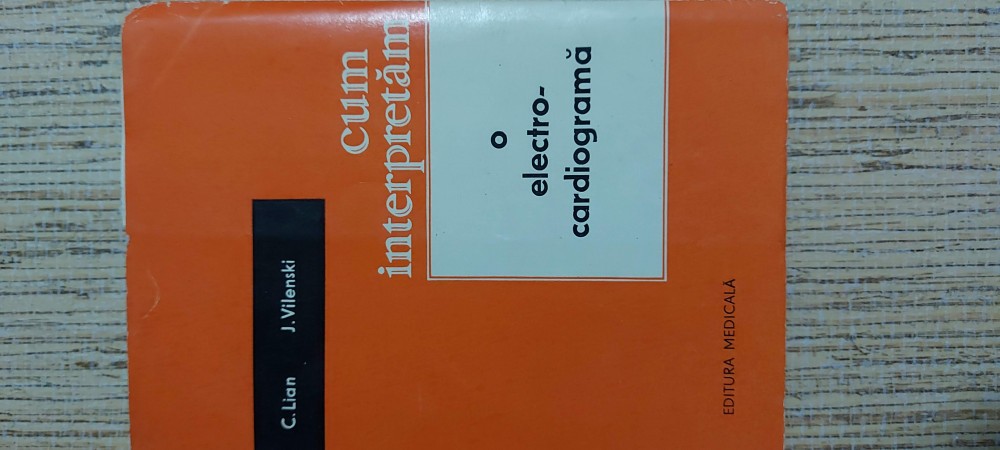 C. Lian J. Vilenski
cum
interpretăm
o
electro-
cardiogramă
EDITURA MEDICALĂ